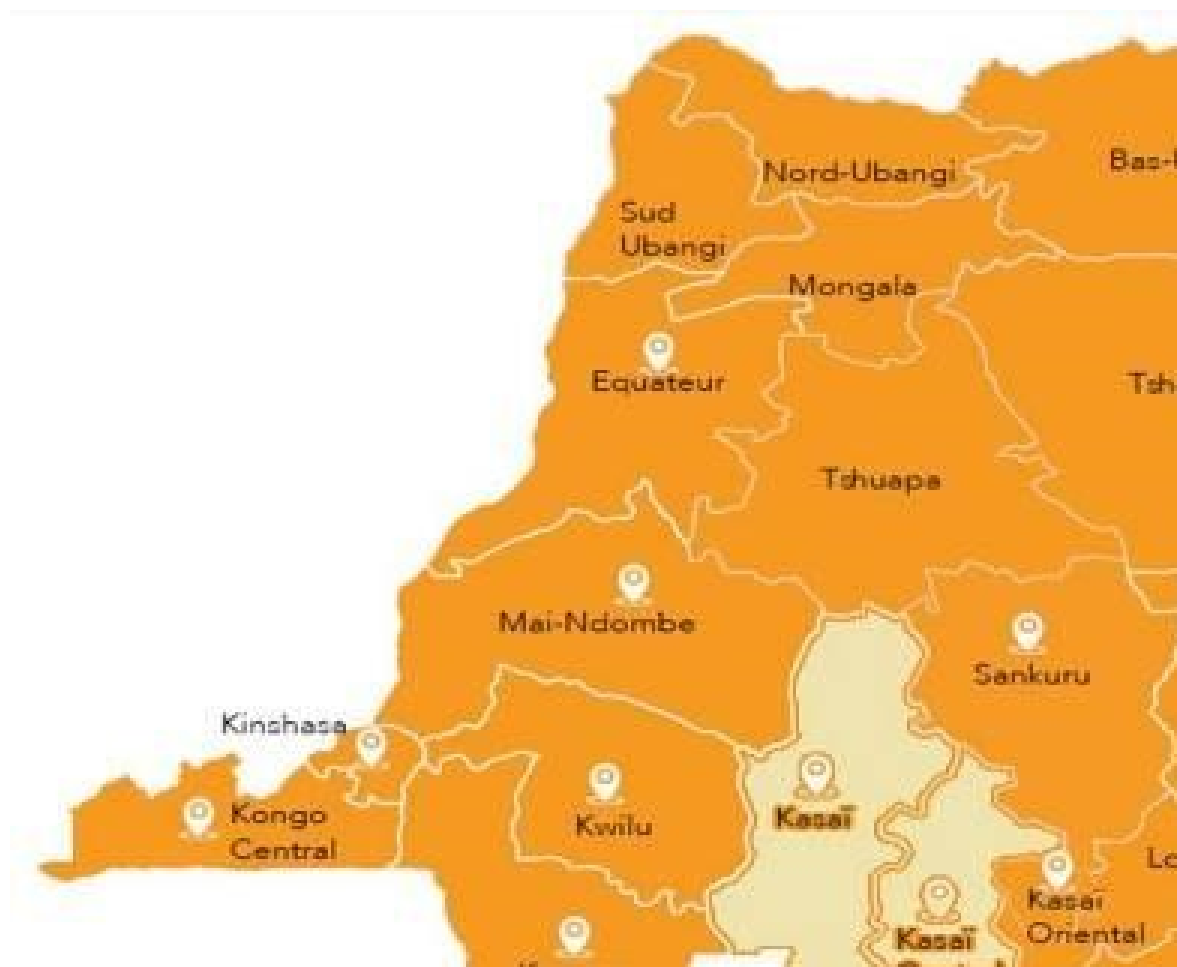 Nord-Ubangi
Sud
Ubangi
Mongala
Equateur
Tshuapa
Mai-Ndombe
Sankuru
Kinshasa
Kongo
Central
Kwilu
Kasaï
Kasaï
Oriental
Kasaï